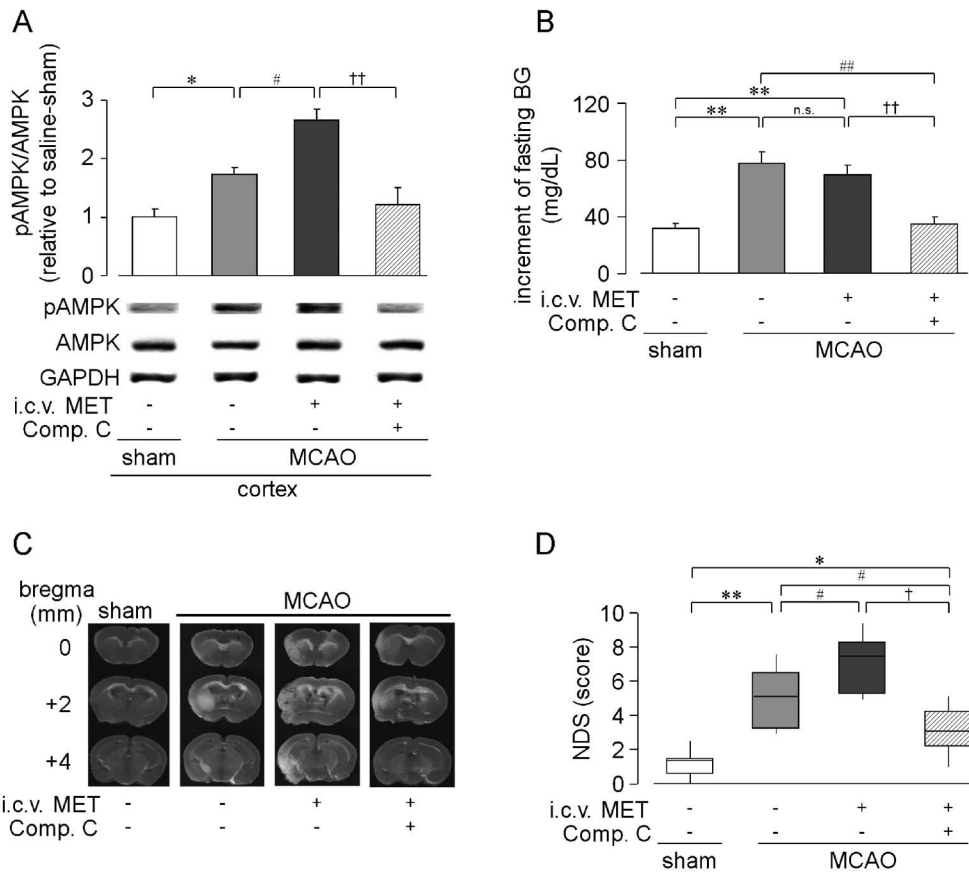 A
* # ††
pAMPK/AMPK
(relative to saline-sham)
3
2
1
0
pAMPK
AMPK
GAPDH
i.c.v. MET - - + +
Comp. C - - - +
sham MCAO
cortex
B
##
**
** n.s. ††
increment of fasting BG
(mg/dL)
120
80
40
0
i.c.v. MET - - + +
Comp. C - - - +
sham MCAO
C
bregma
(mm)
sham MCAO
0
+2
+4
i.c.v. MET - - + +
Comp. C - - - +
D
*
#
** # †
NDS (score)
10
8
6
4
2
0
i.c.v. MET - - + +
Comp. C - - - +
sham MCAO